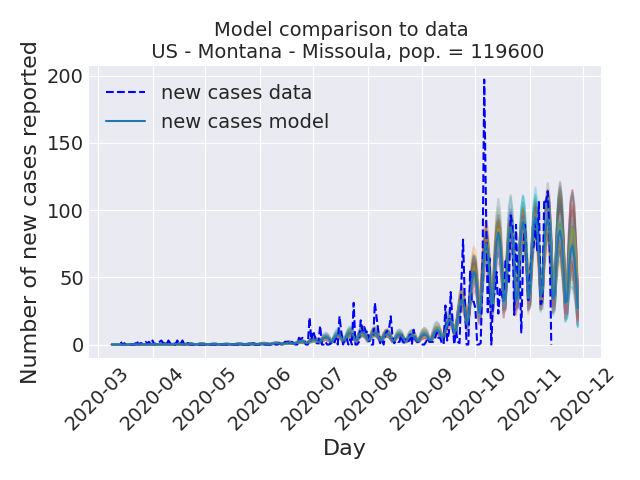 Model comparison to data
US - Montana - Missoula, pop. = 119600
Number of new cases reported
200
150
100
50
0
new cases data
new cases model
2020-03
2020-04
2020-05
2020-06
2020-07
2020-08
2020-09
2020-10
2020-11
2020-12
Day